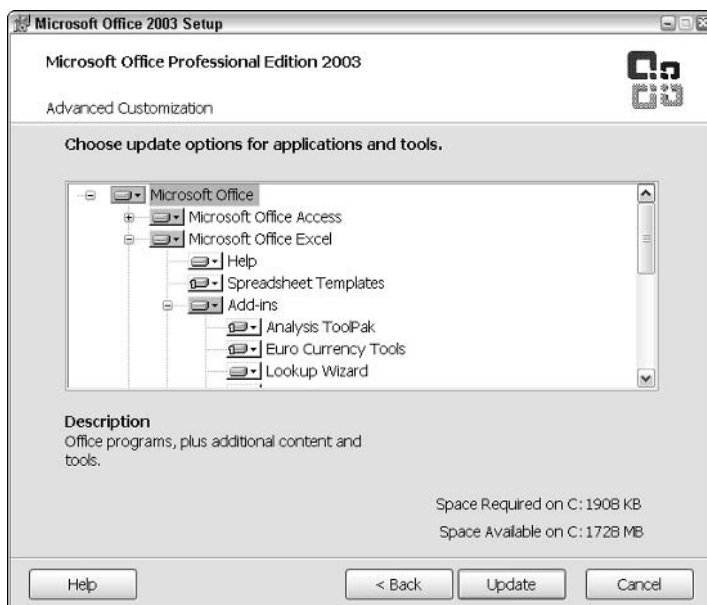 Microsoft Office 2003 Setup
Microsoft Office Professional Edition 2003
Advanced Customization
Choose update options for applications and tools.
Microsoft Office
Microsoft Office Access
Microsoft Office Excel
Help
Spreadsheet Templates
Add-ins
Analysis ToolPak
Euro Currency Tools
Lookup Wizard
Description
Office programs, plus additional content and
tools.
Space Required on C: 1908 KB
Space Available on C: 1728 MB
Help
< Back
Update
Cancel